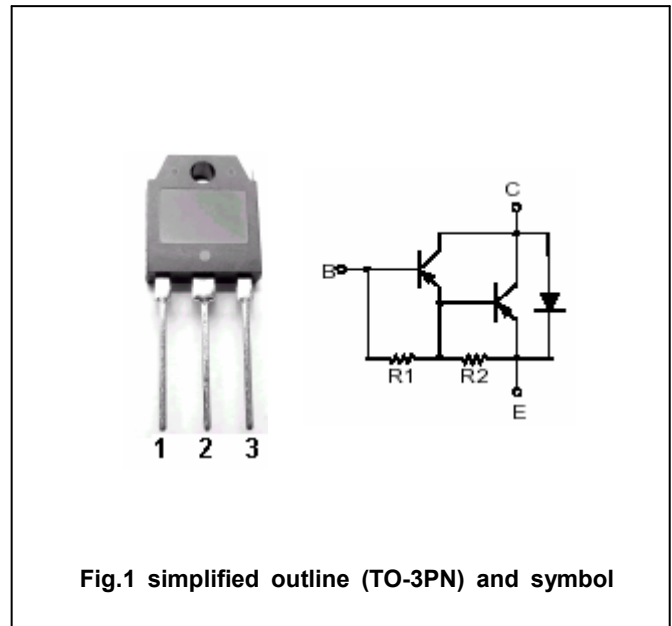 C
B
R1
R2
E
1 2 3
Fig.1 simplified outline (TO-3PN) and symbol